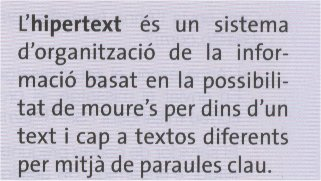 L'hipertext és un sistema
d'organització de la infor-
mació basat en la possibili-
tat de moure's per dins d'un
text i cap a textos diferents
per mitjà de paraules clau.